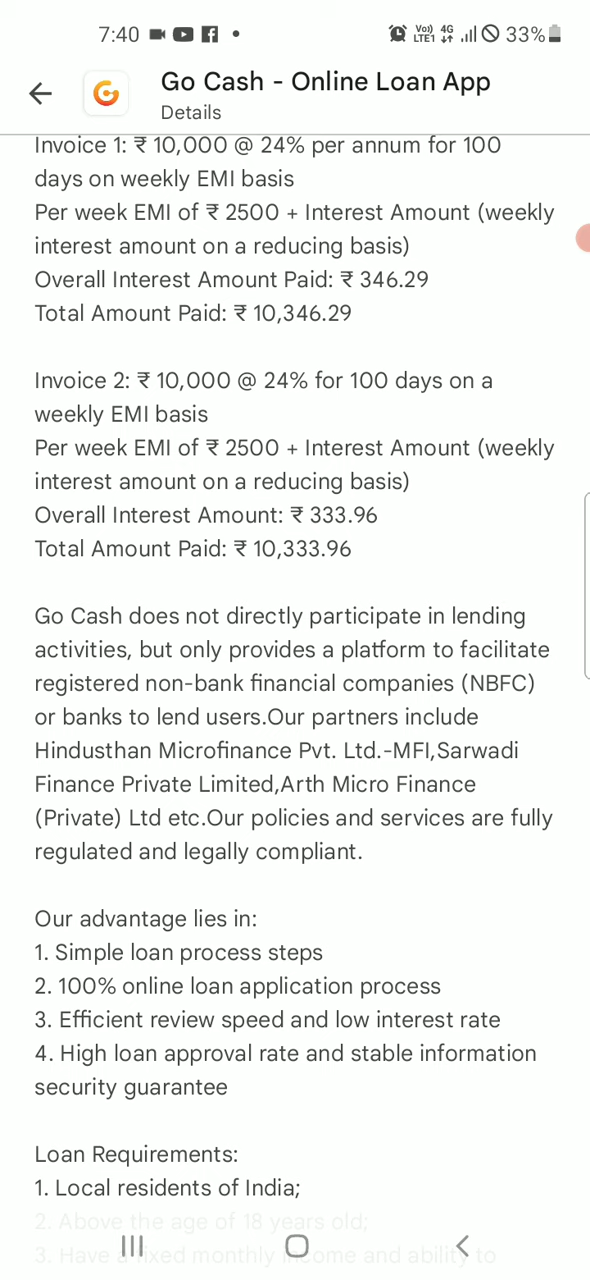 7:40
Vo)) 4G
LTE1
33%
Go Cash - Online Loan App
Details
Invoice 1: ₹ 10,000 @ 24% per annum for 100
days on weekly EMI basis
Per week EMI of ₹ 2500 + Interest Amount (weekly
interest amount on a reducing basis)
Overall Interest Amount Paid: ₹ 346.29
Total Amount Paid: ₹ 10,346.29
Invoice 2: ₹ 10,000 @ 24% for 100 days on a
weekly EMI basis
Per week EMI of ₹ 2500 + Interest Amount (weekly
interest amount on a reducing basis)
Overall Interest Amount: ₹ 333.96
Total Amount Paid: ₹ 10,333.96
Go Cash does not directly participate in lending
activities, but only provides a platform to facilitate
registered non-bank financial companies (NBFC)
or banks to lend users.Our partners include
Hindusthan Microfinance Pvt. Ltd.-MFI,Sarwadi
Finance Private Limited,Arth Micro Finance
(Private) Ltd etc.Our policies and services are fully
regulated and legally compliant.
Our advantage lies in:
1. Simple loan process steps
2. 100% online loan application process
3. Efficient review speed and low interest rate
4. High loan approval rate and stable information
security guarantee
Loan Requirements:
1. Local residents of India;
2. Above the age of 18 years old;
3. Have a fixed monthly income and ability to